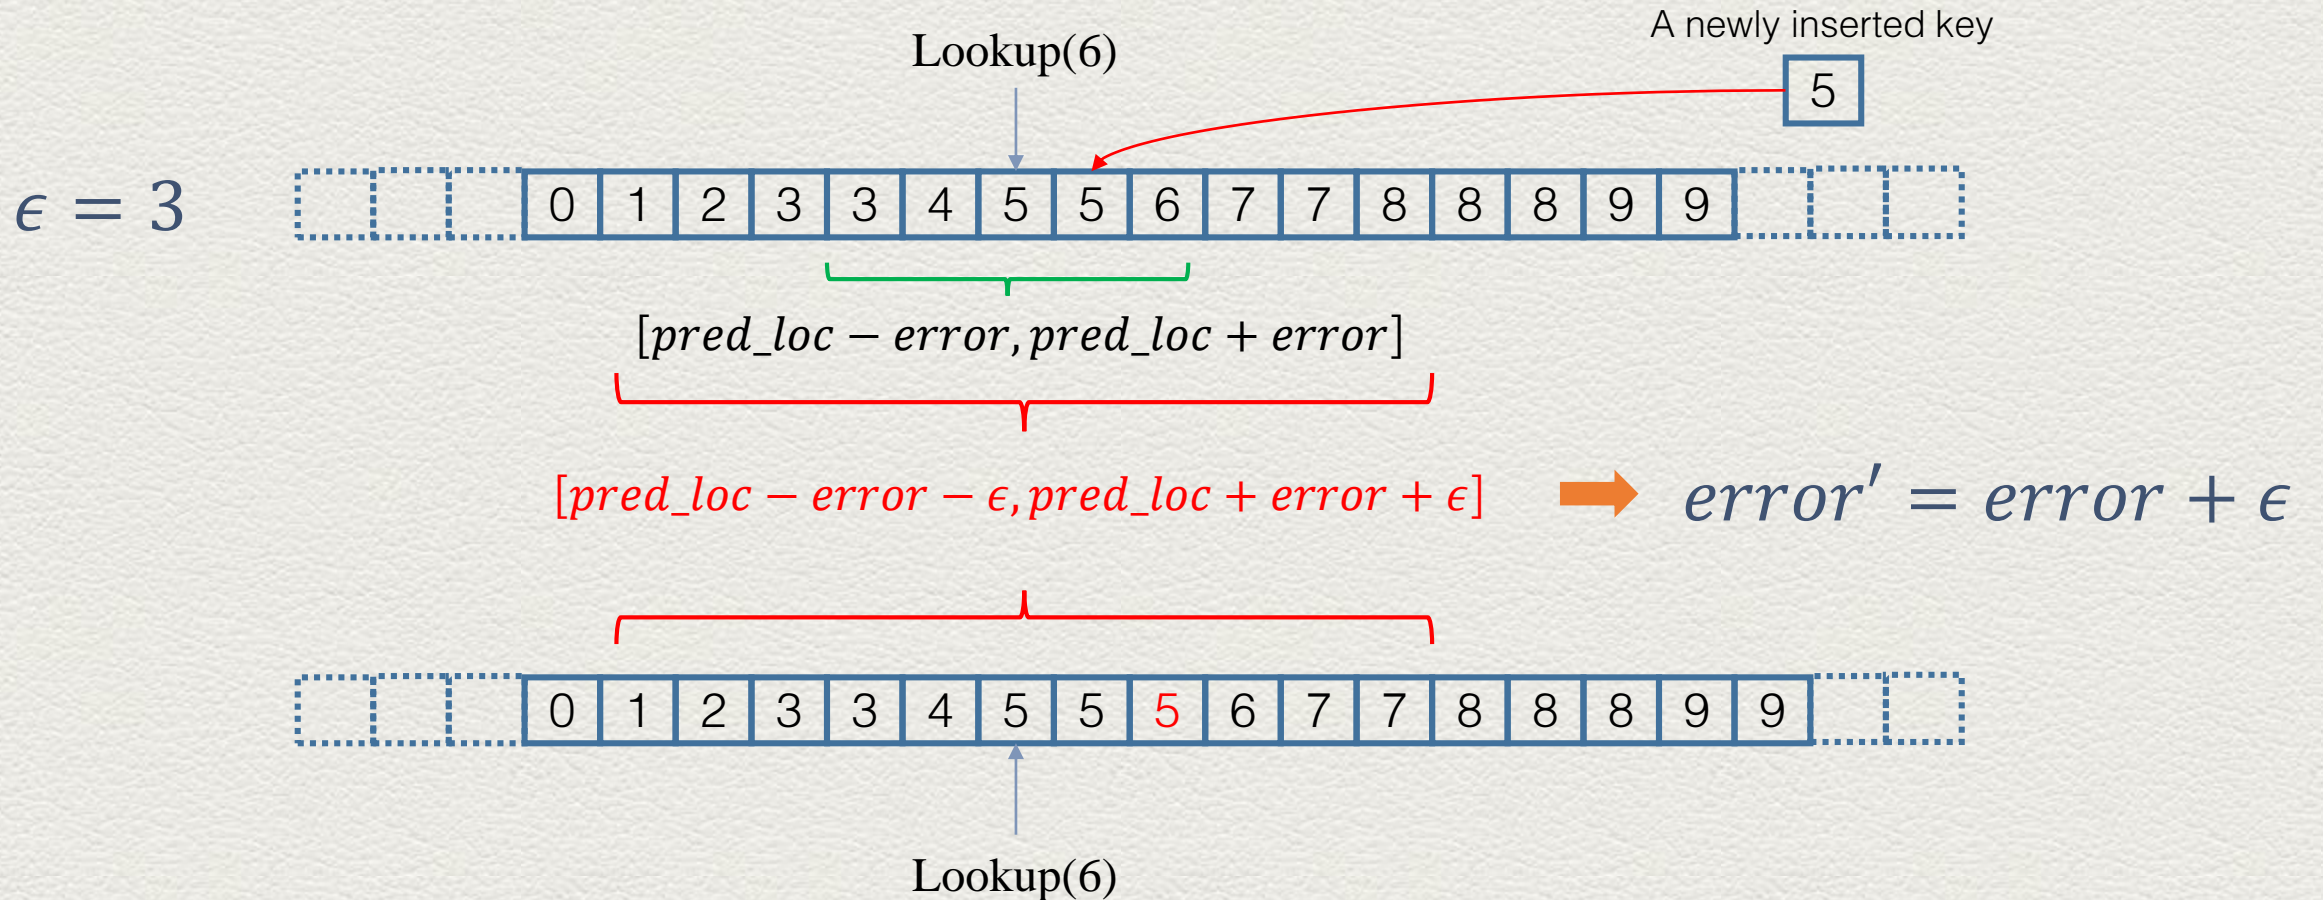 A newly inserted key
Lookup(6)
5
ϵ = 3
0 1 2 3 3 4 5 5 6 7 7 8 8 8 9 9
[pred_loc − error, pred_loc + error]
[pred_loc − error − ϵ, pred_loc + error + ϵ]
error′ = error + ϵ
0 1 2 3 3 4 5 5 5 6 7 7 8 8 8 9 9
Lookup(6)